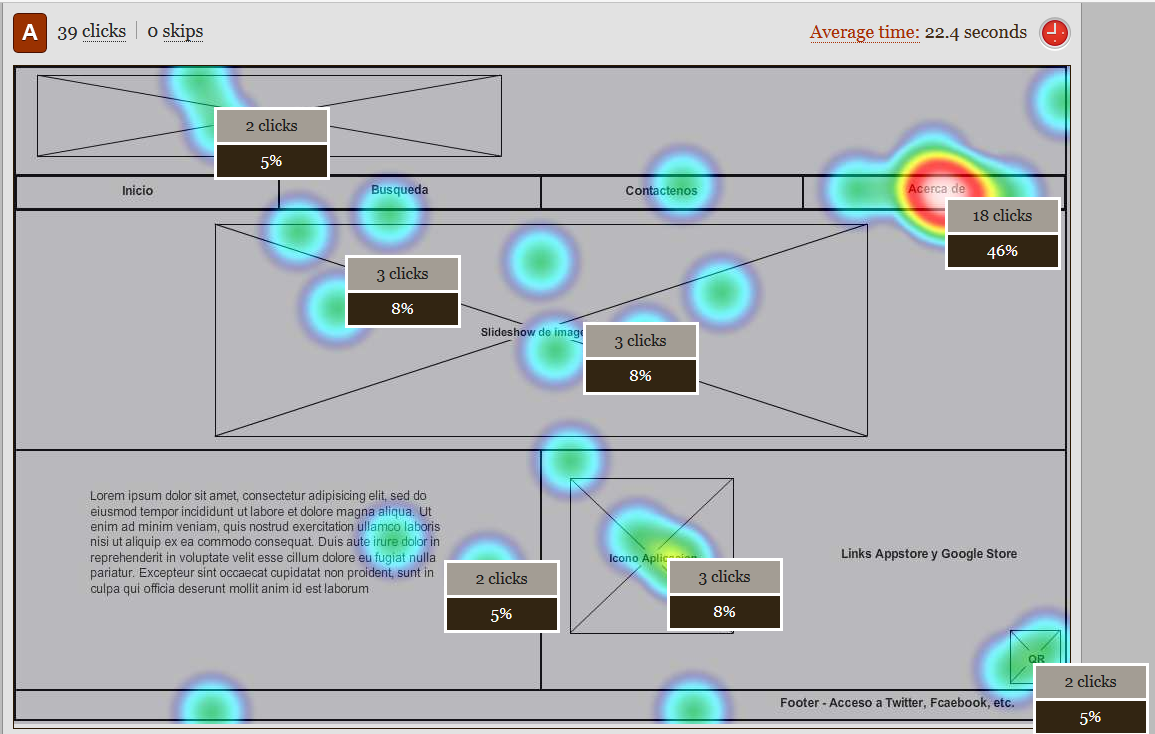 A 39 clicks 0 skips Average time: 22.4 seconds
2 clicks
5%
Inicio Busqueda Contactenos Acerca de
18 clicks
46%
3 clicks
8%
Slideshow de image
3 clicks
8%
Lorem ipsum dolor sit amet, consectetur adipisicing elit, sed do
eiusmod tempor incididunt ut labore et dolore magna aliqua. Ut
enim ad minim veniam, quis nostrud exercitation ullamco laboris
nisi ut aliquip ex ea commodo consequat. Duis aute irure dolor in
reprehenderit in voluptate velit esse cillum dolore eu fugiat nulla
pariatur. Excepteur sint occaecat cupidatat non proident, sunt in
culpa qui officia deserunt mollit anim id est laborum
2 clicks
5%
Icono Aplicacion
3 clicks
8%
Links Appstore y Google Store
QR
2 clicks
5%
Footer - Acceso a Twitter, Fcaebook, etc.